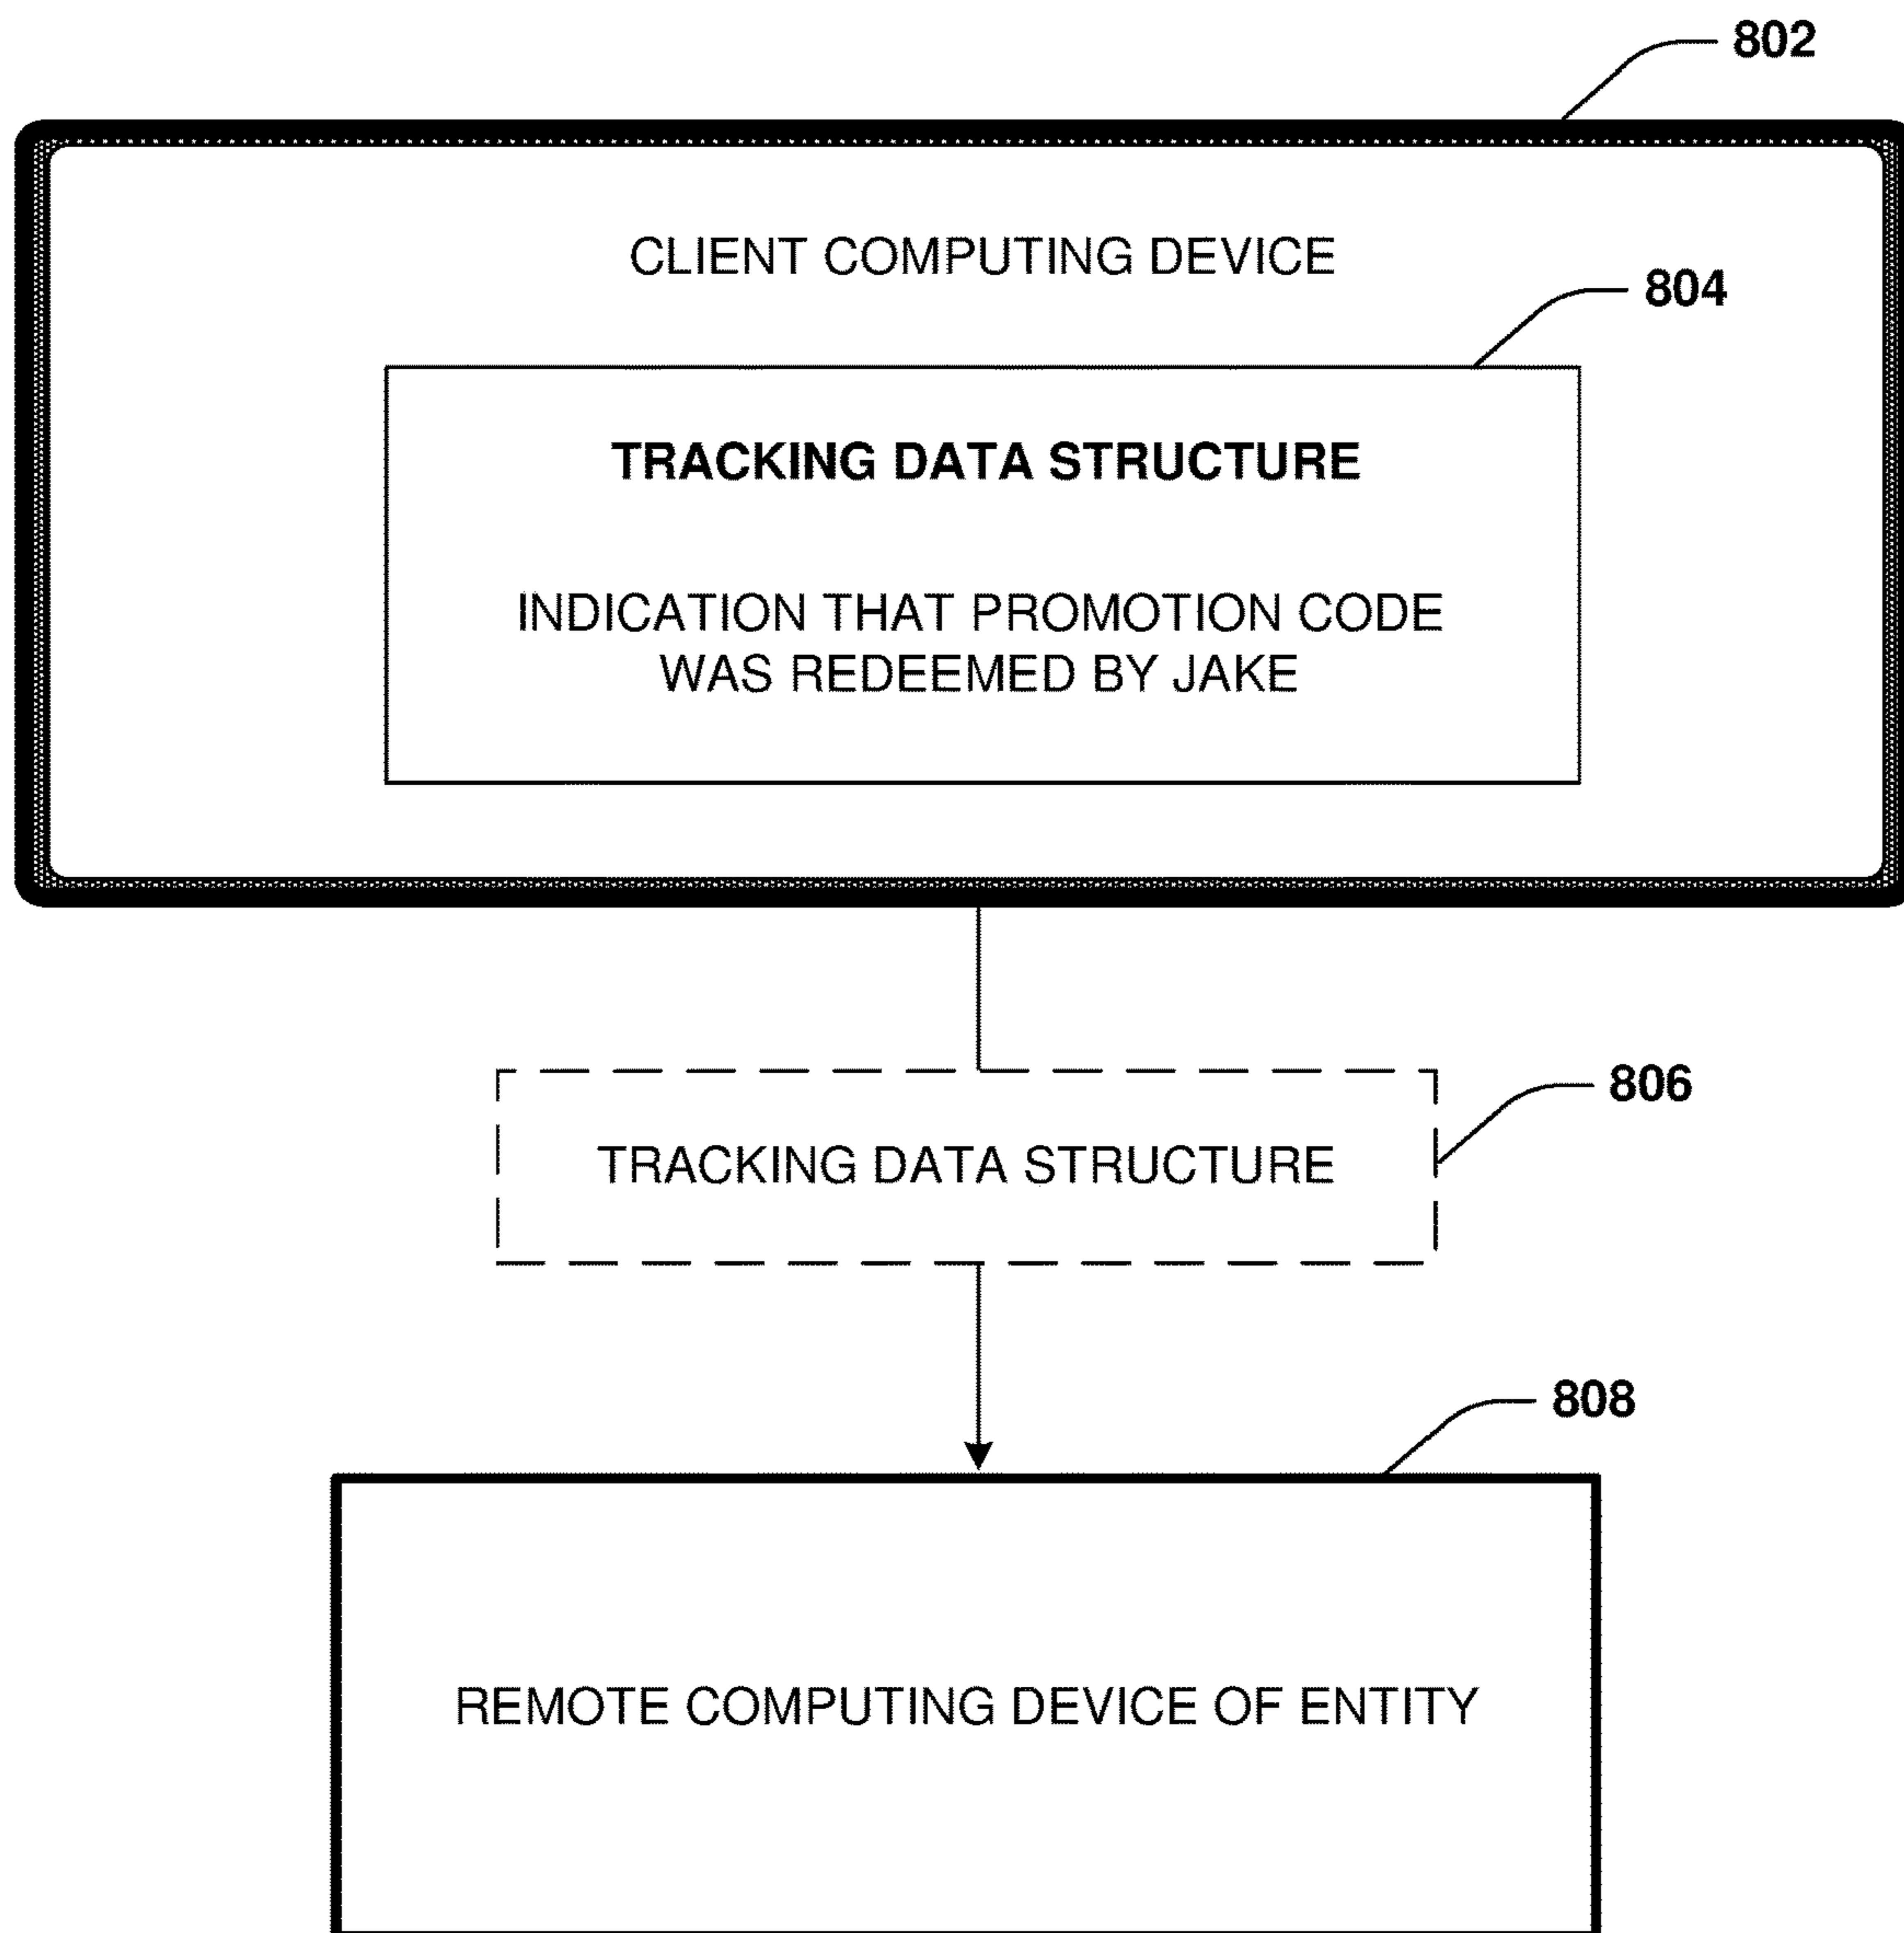 802
CLIENT COMPUTING DEVICE
804
TRACKING DATA STRUCTURE
INDICATION THAT PROMOTION CODE
WAS REDEEMED BY JAKE
806
TRACKING DATA STRUCTURE
808
REMOTE COMPUTING DEVICE OF ENTITY